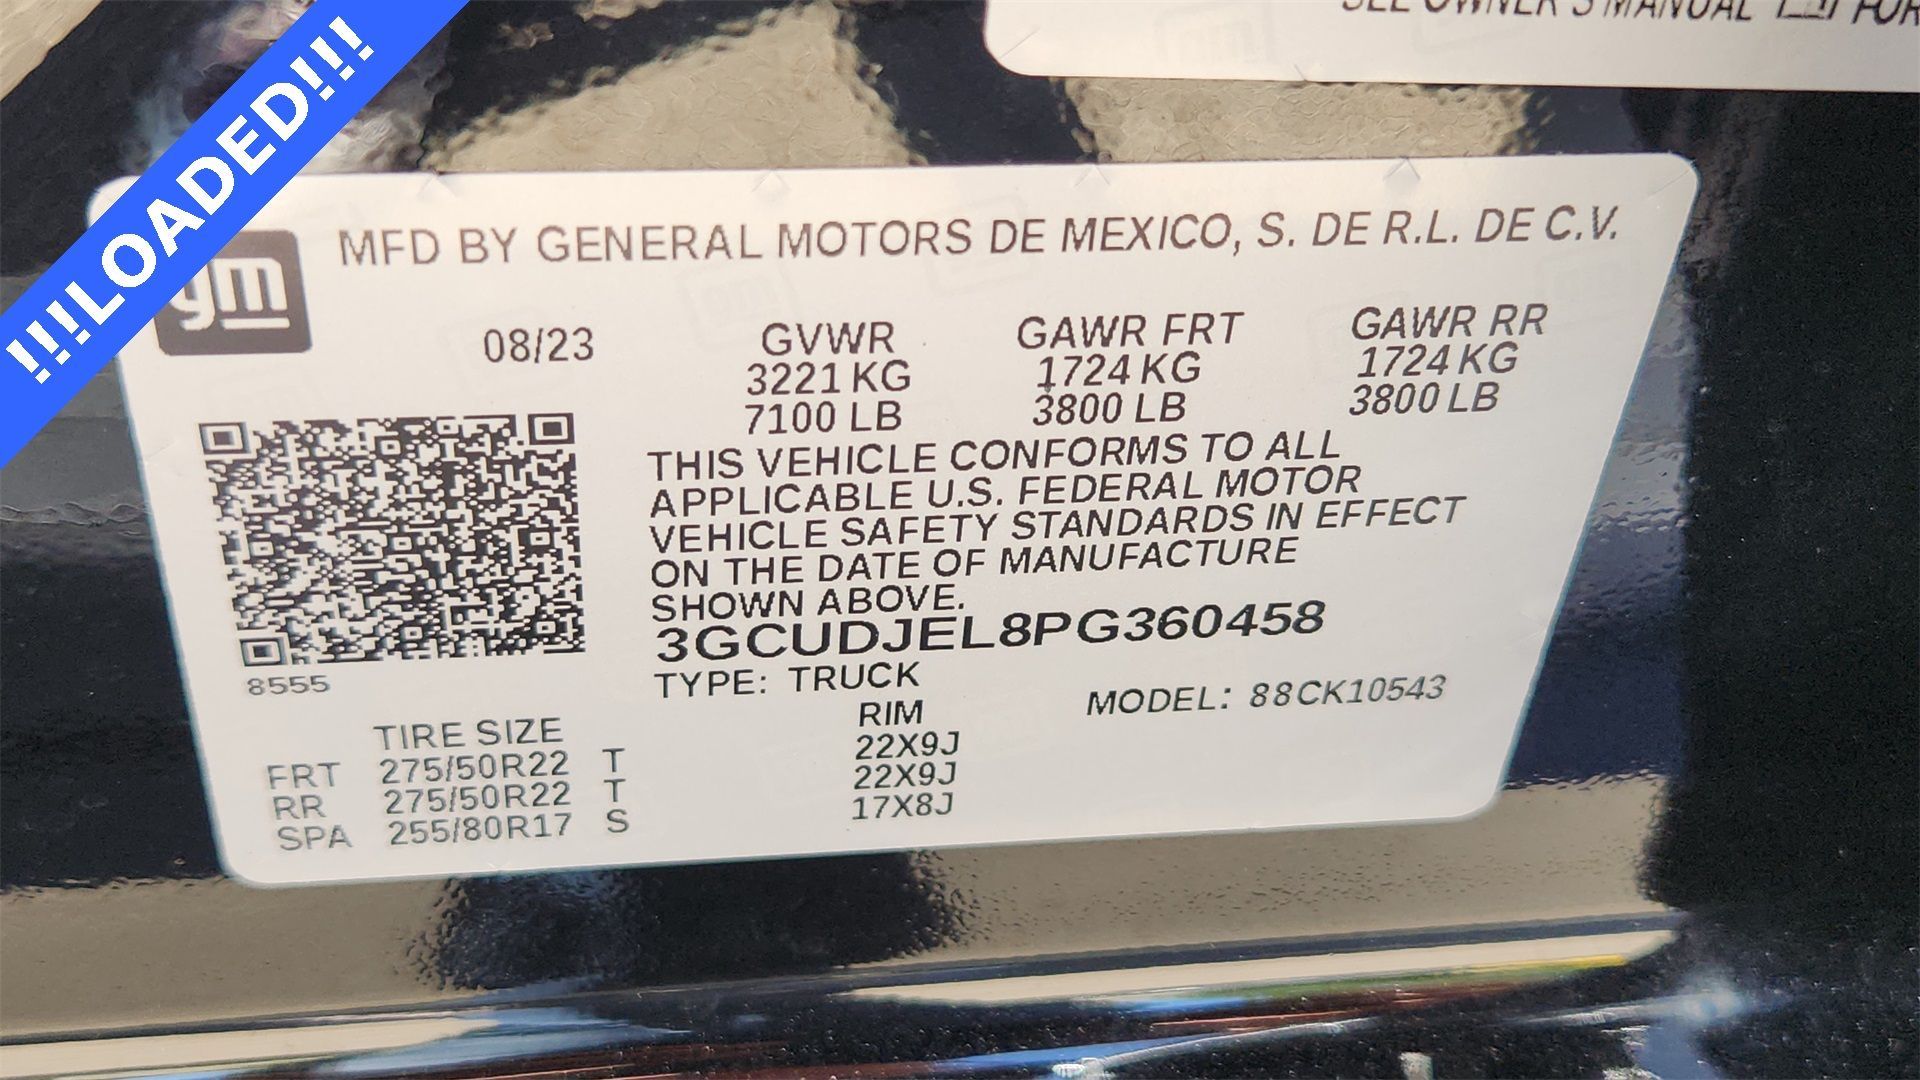 SEE OWNER'S MANUAL
!!!LOADED!!!
gm
MFD BY GENERAL MOTORS DE MEXICO, S. DE R.L. DE C.V.
08/23 GVWR GAWR FRT GAWR RR
3221 KG 1724 KG 1724 KG
7100 LB 3800 LB 3800 LB
THIS VEHICLE CONFORMS TO ALL
APPLICABLE U.S. FEDERAL MOTOR
VEHICLE SAFETY STANDARDS IN EFFECT
ON THE DATE OF MANUFACTURE
SHOWN ABOVE.
3GCUDJEL8PG360458
8555
TYPE: TRUCK MODEL: 88CK10543
TIRE SIZE RIM
FRT 275/50R22 T 22X9J
RR 275/50R22 T 22X9J
SPA 255/80R17 S 17X8J